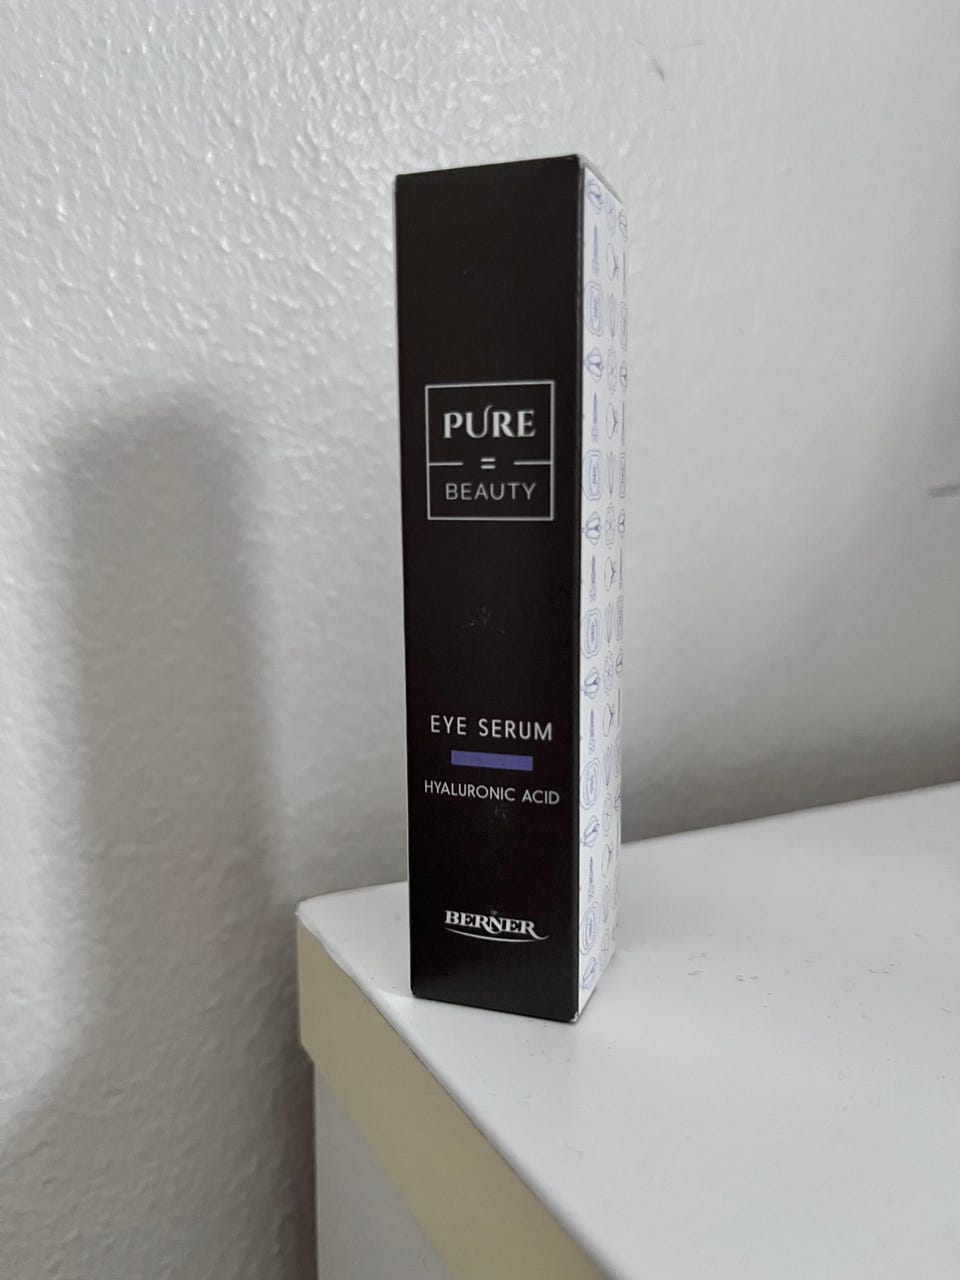 PURE
=
BEAUTY
EYE SERUM
HYALURONIC ACID
BERNER